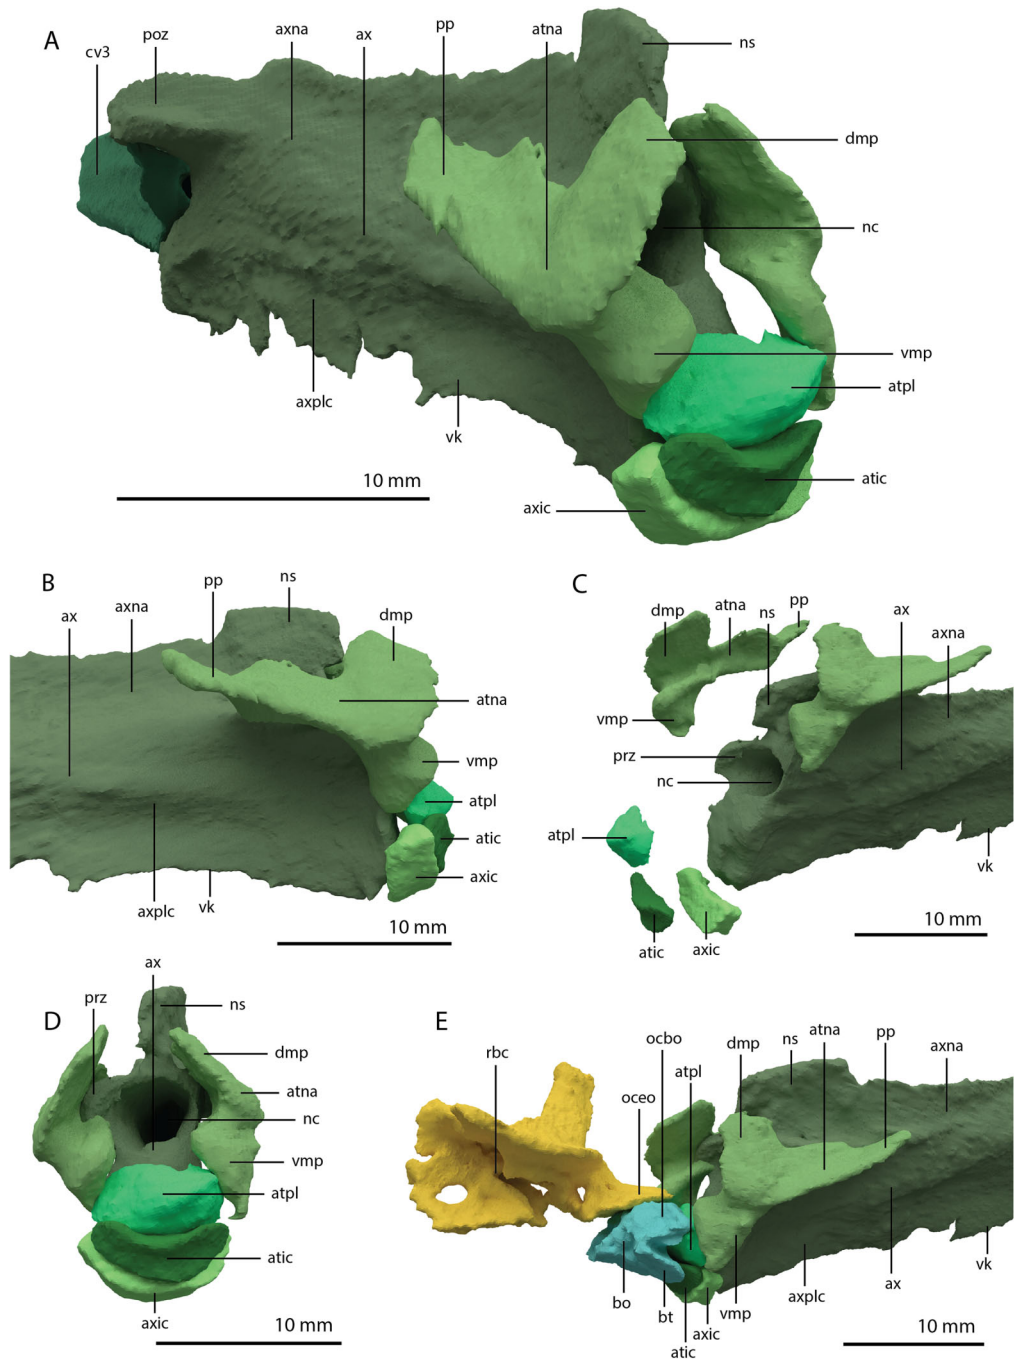 A
cv3
poz
axna
ax
pp
atna
ns
dmp
nc
vmp
atpl
atic
axic
axplc
vk
10 mm
B
ax
axna
pp
ns
dmp
atna
vmp
atpl
atic
axic
axplc
vk
10 mm
C
dmp
atna
ns
pp
ax
axna
vmp
prz
nc
atpl
atic
axic
vk
10 mm
D
prz
ax
ns
dmp
atna
nc
vmp
atpl
atic
axic
10 mm
E
rbc
oceo
ocbo
atpl
dmp
ns
atna
pp
axna
bo
bt
atic
axic
vmp
axplc
ax
vk
10 mm